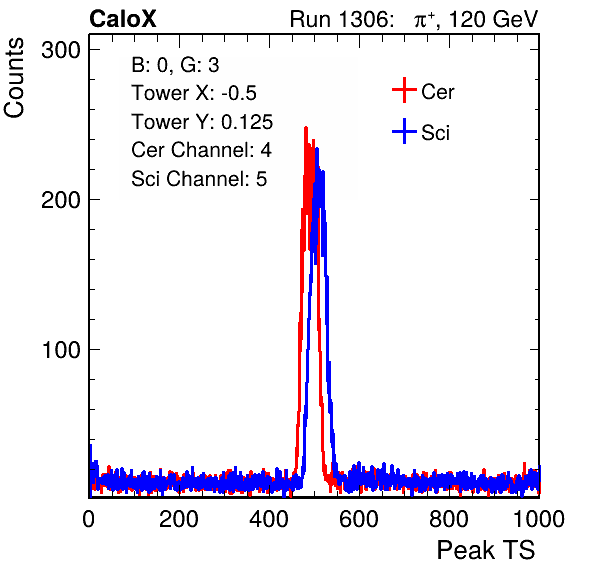 CaloX Run 1306: π⁺, 120 GeV
Counts
300
200
100
B: 0, G: 3
Tower X: -0.5
Tower Y: 0.125
Cer Channel: 4
Sci Channel: 5
Cer
Sci
0 200 400 600 800 1000
Peak TS